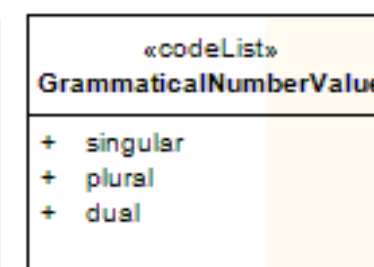 «codeList»
GrammaticalNumberValue
+ singular
+ plural
+ dual